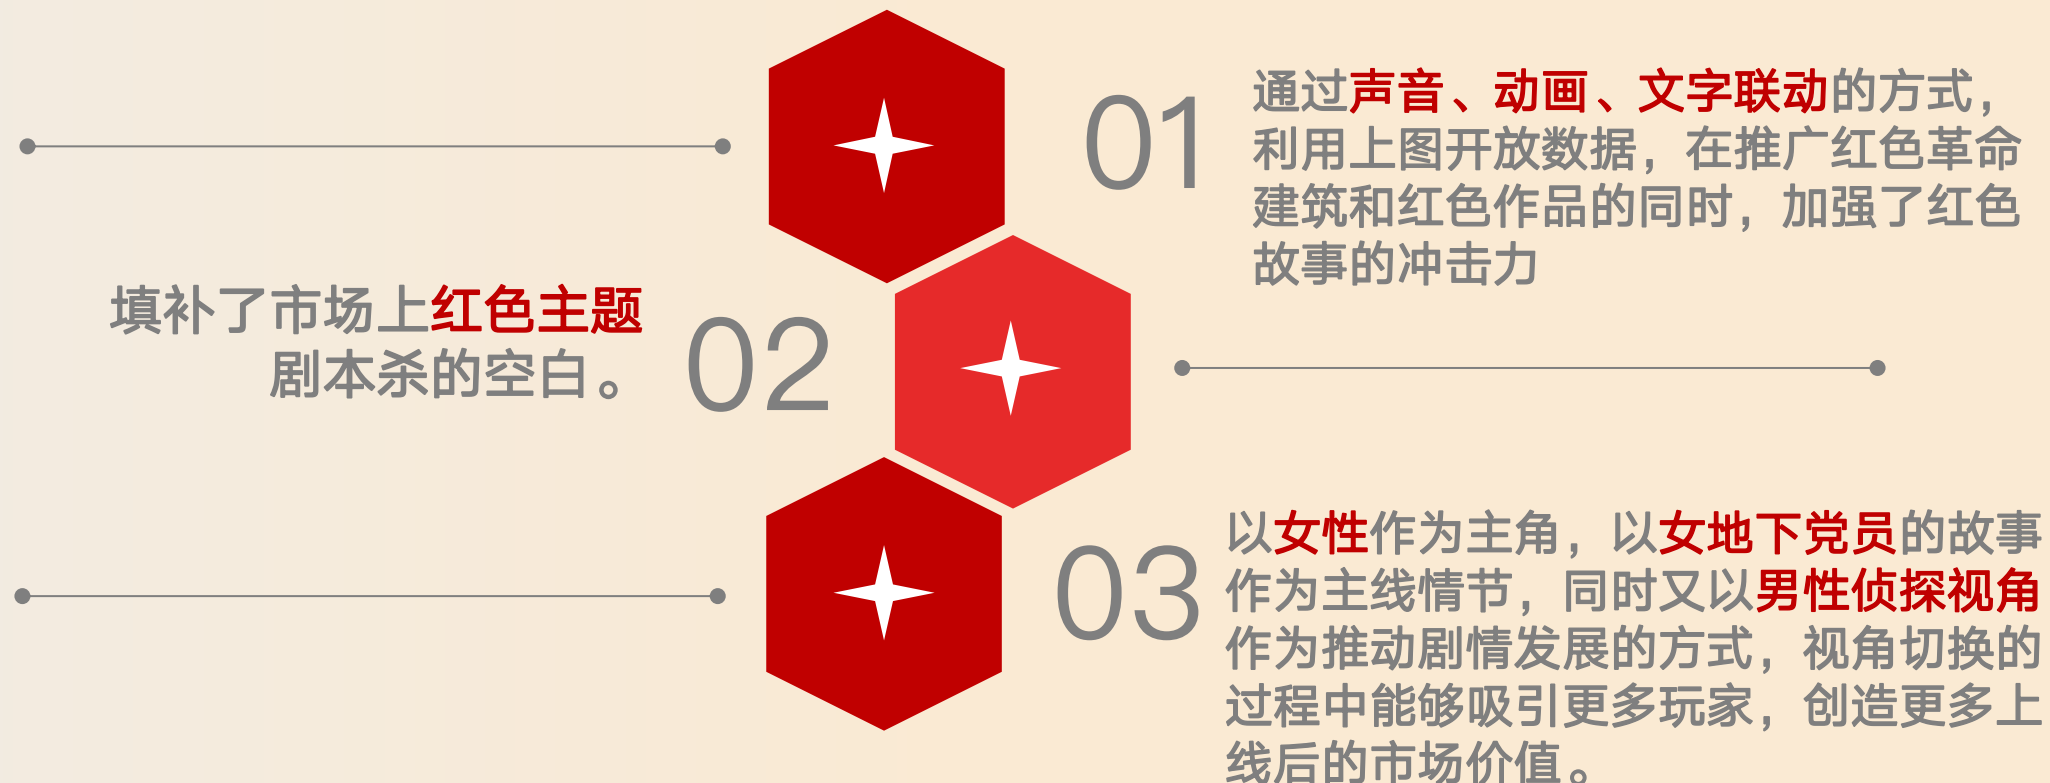 01
通过声音、动画、文字联动的方式，
利用上图开放数据，在推广红色革命
建筑和红色作品的同时，加强了红色
故事的冲击力
填补了市场上红色主题
剧本杀的空白。
02
03
以女性作为主角，以女地下党员的故事
作为主线情节，同时又以男性侦探视角
作为推动剧情发展的方式，视角切换的
过程中能够吸引更多玩家，创造更多上
线后的市场价值。